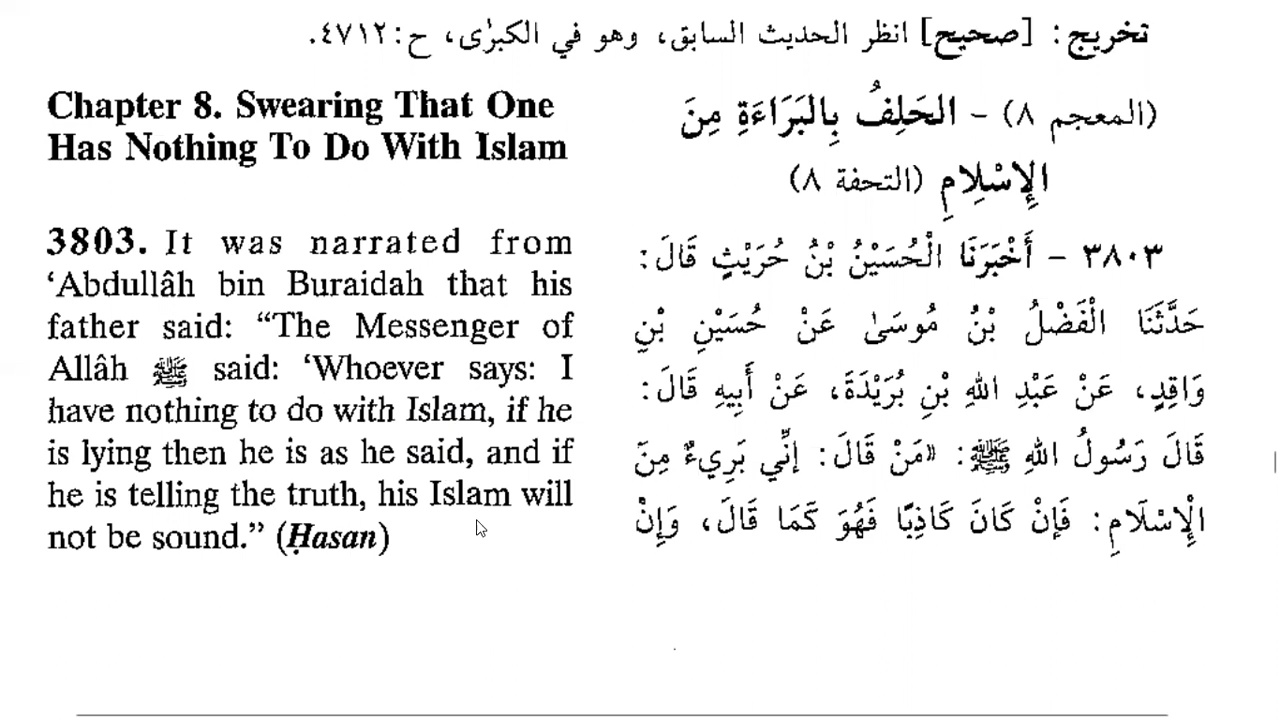 تخريج: [صحيح] انظر الحديث السابق، وهو في الكبرٰى، ح:٤٧١٢.
Chapter 8. Swearing That One
Has Nothing To Do With Islam
(المعجم ٨) - الحَلِفُ بِالبَرَاءَةِ مِنَ
الإِسْلِامِ (التحفة ٨)
3803. It was narrated from
‘Abdullâh bin Buraidah that his
father said: “The Messenger of
Allâh ﷺ said: ‘Whoever says: I
have nothing to do with Islam, if he
is lying then he is as he said, and if
he is telling the truth, his Islam will
not be sound.” (Ḥasan)
٣٨٠٣ - أَخْبَرَنَا الْحُسَيْنُ بْنُ حُرَيْثٍ قَالَ:
حَدَّثَنَا الْفَضْلُ بْنُ مُوسَىٰ عَنْ حُسَيْنِ بْنِ
وَاقِدٍ، عَنْ عَبْدِ اللهِ بْنِ بُرَيْدَةَ، عَنْ أَبِيهِ قَالَ:
قَالَ رَسُولُ اللهِ ﷺ: «مَنْ قَالَ: إِنِّي بَرِيءٌ مِنَ
الْإِسْلَامِ: فَإِنْ كَانَ كَاذِبًا فَهُوَ كَمَا قَالَ، وَإِنْ